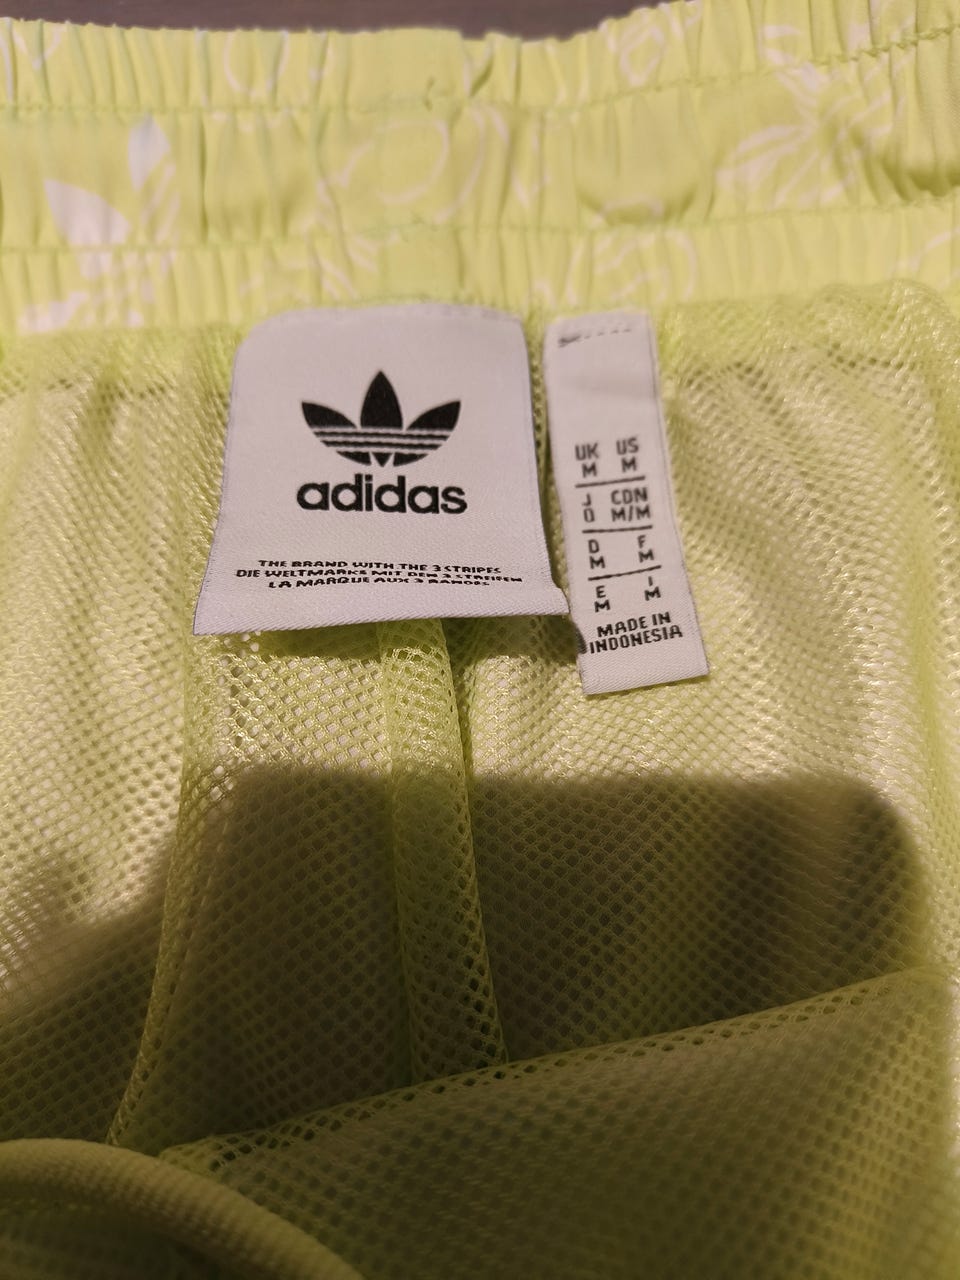 adidas
THE BRAND WITH THE 3 STRIPES
DIE WELTMARKE MIT DEN 3 STREIFEN
LA MARQUE AUX 3 BANDES
UK US
M M
J CDN
O M/M
D F
M M
E I
M M
MADE IN
INDONESIA